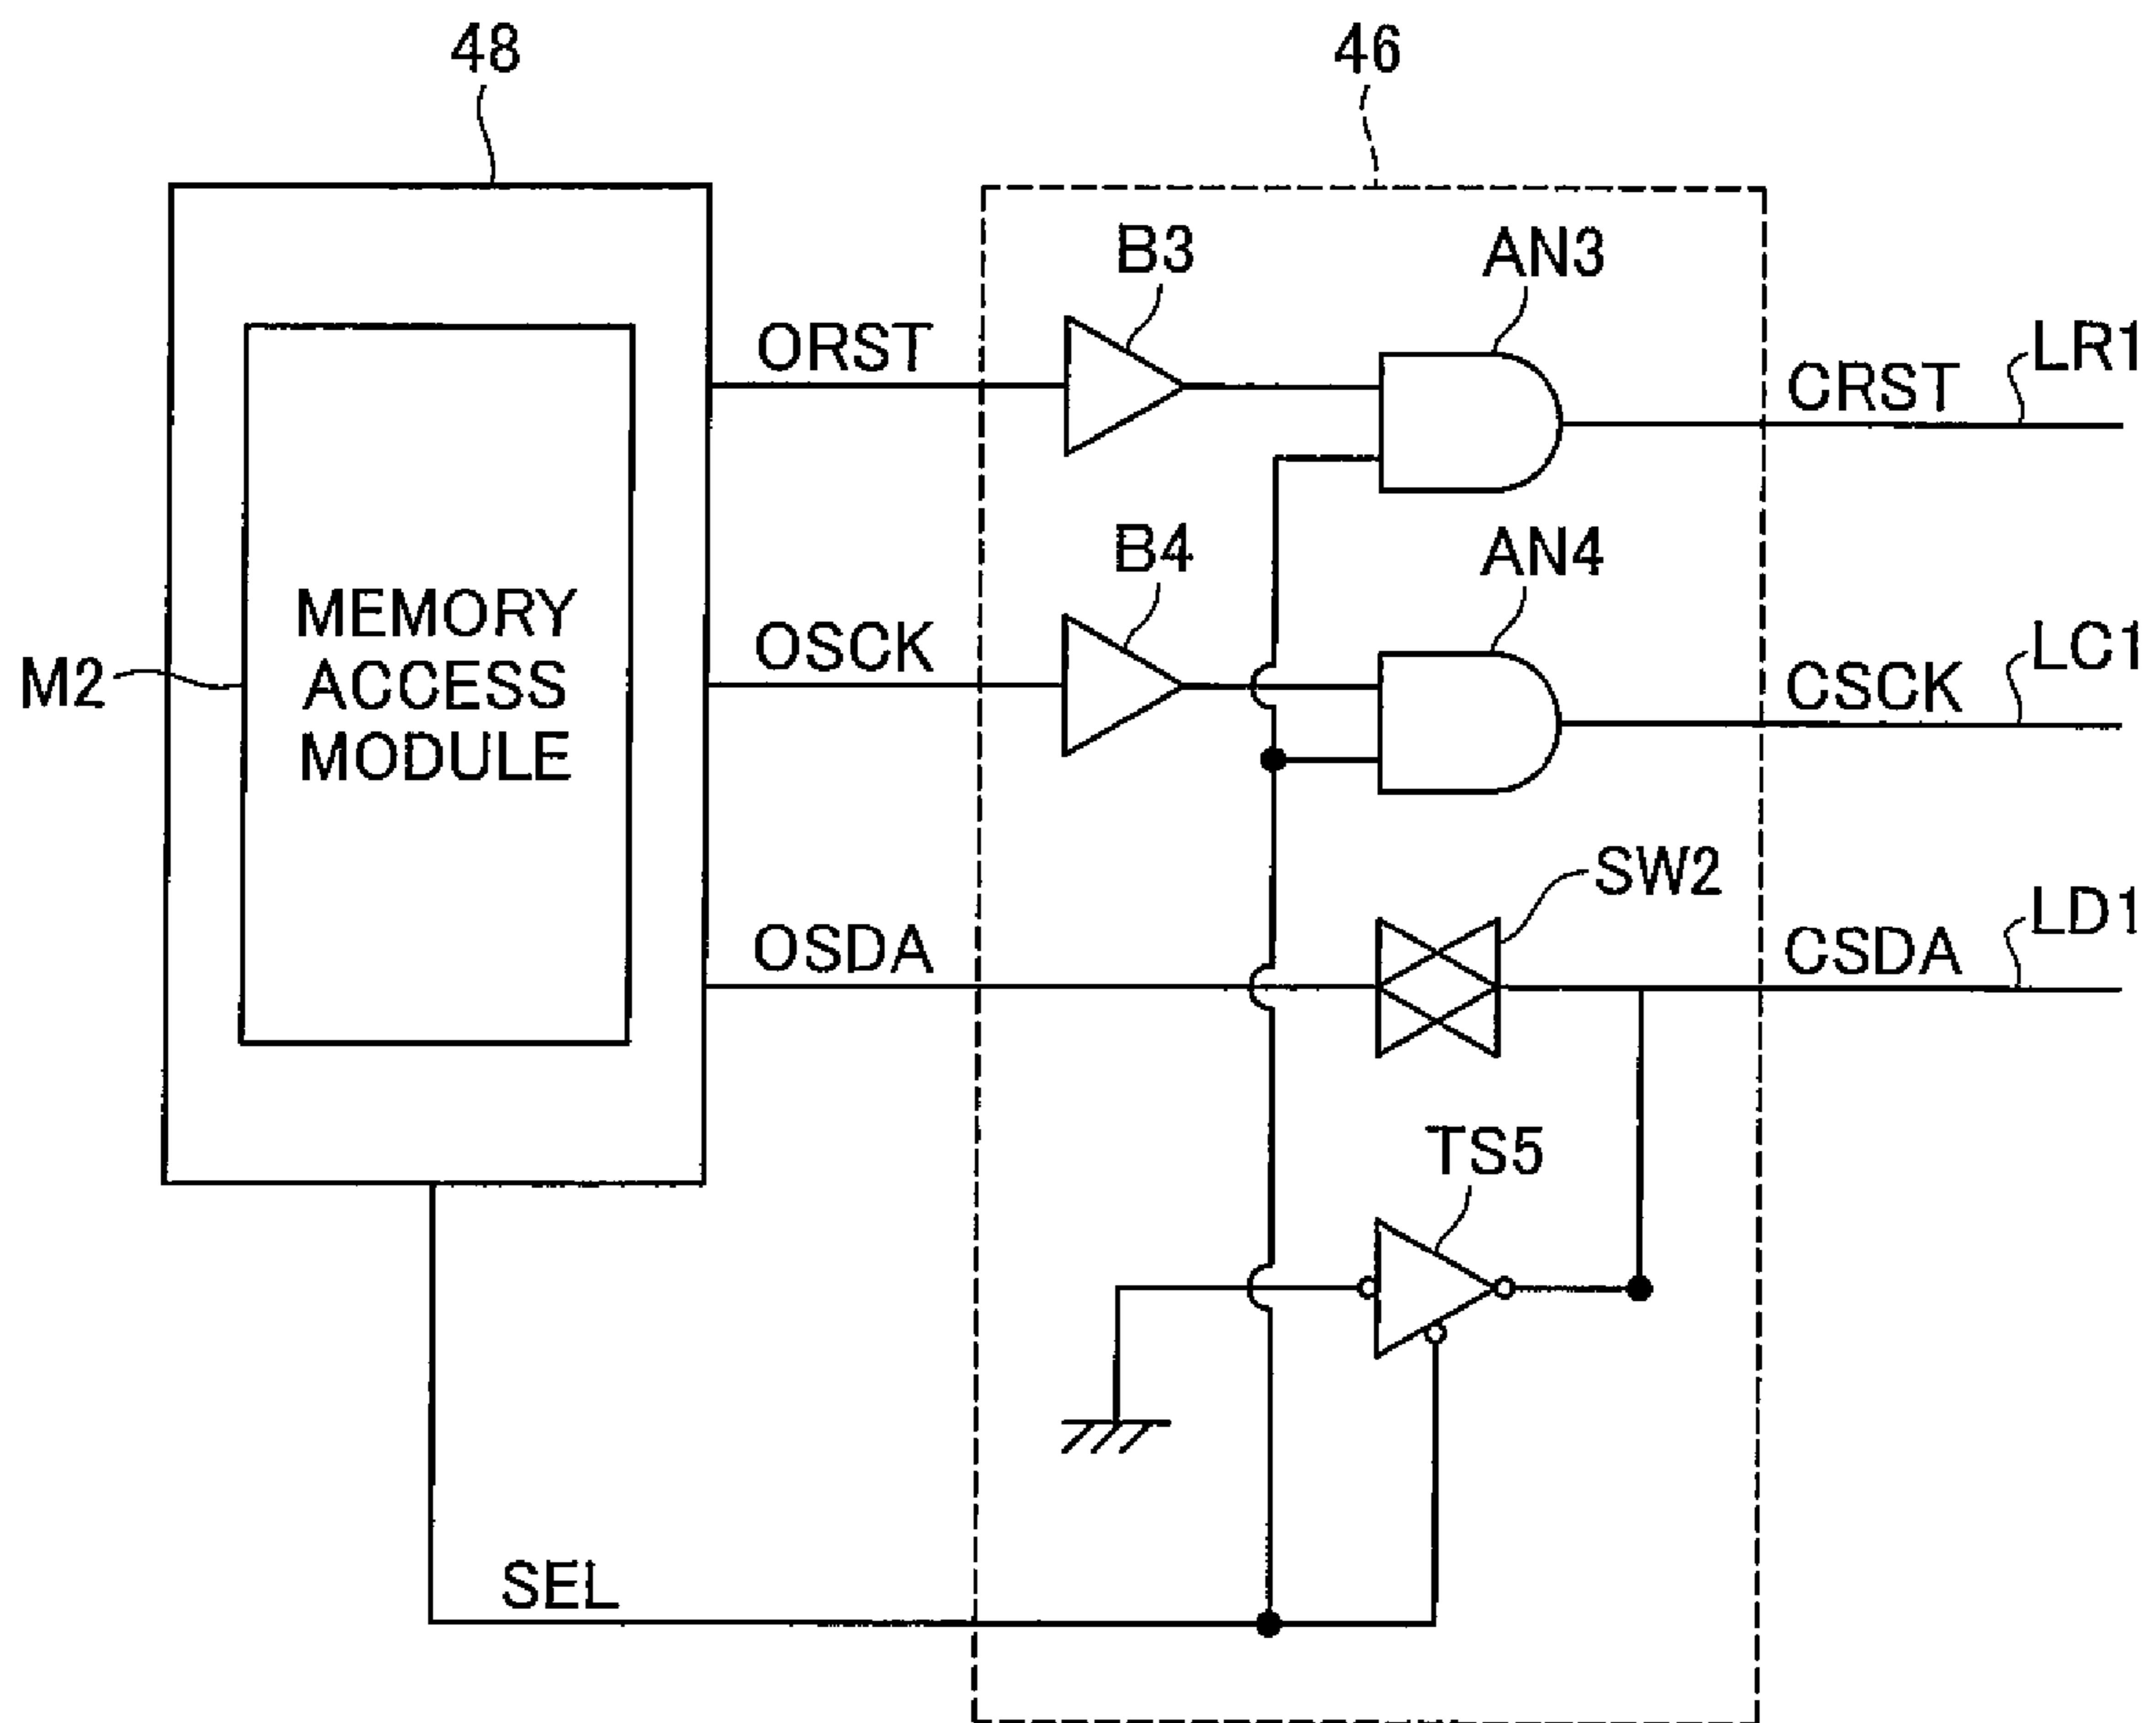 48
46
B3
AN3
ORST
CRST
LR1
B4
AN4
M2
MEMORY
ACCESS
MODULE
OSCK
CSCK
LC1
SW2
OSDA
CSDA
LD1
TS5
SEL